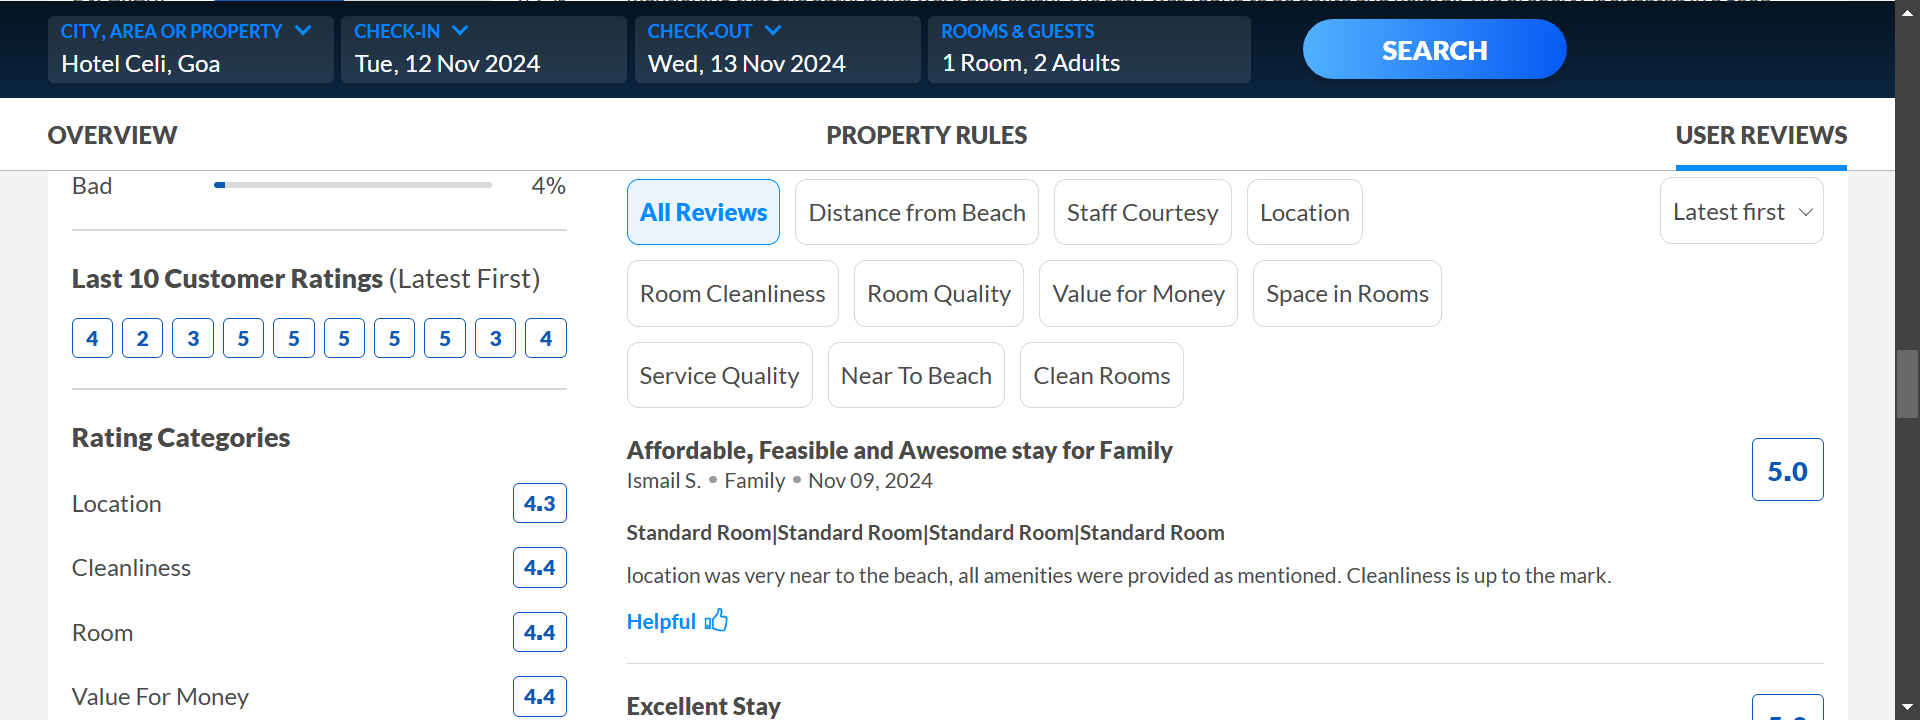 CITY, AREA OR PROPERTY
CHECK-IN
CHECK-OUT
ROOMS & GUESTS
Hotel Celi, Goa
Tue, 12 Nov 2024
Wed, 13 Nov 2024
1 Room, 2 Adults
SEARCH
OVERVIEW
PROPERTY RULES
USER REVIEWS
Bad
4%
Last 10 Customer Ratings (Latest First)
4 2 3 5 5 5 5 5 3 4
Rating Categories
Location 4.3
Cleanliness 4.4
Room 4.4
Value For Money 4.4
All Reviews
Distance from Beach
Staff Courtesy
Location
Latest first
Room Cleanliness
Room Quality
Value for Money
Space in Rooms
Service Quality
Near To Beach
Clean Rooms
Affordable, Feasible and Awesome stay for Family
5.0
Ismail S. • Family • Nov 09, 2024
Standard Room|Standard Room|Standard Room|Standard Room
location was very near to the beach, all amenities were provided as mentioned. Cleanliness is up to the mark.
Helpful
Excellent Stay